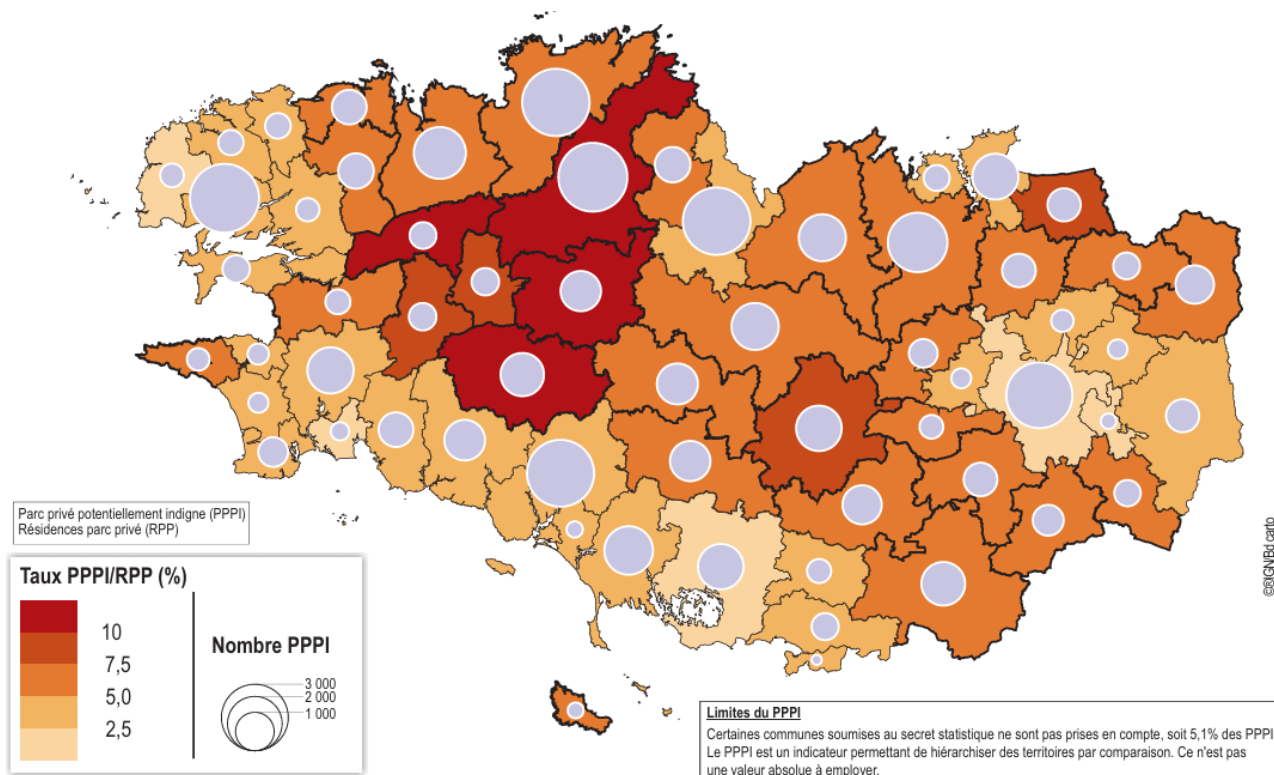 Parc privé potentiellement indigne (PPPI)
Résidences parc privé (RPP)
Taux PPPI/RPP (%)
10
7,5
5,0
2,5
Nombre PPPI
3 000
2 000
1 000
Limites du PPPI
Certaines communes soumises au secret statistique ne sont pas prises en compte, soit 5,1% des PPPI
Le PPPI est un indicateur permettant de hiérarchiser des territoires par comparaison. Ce n'est pas
une valeur absolue à employer.
©@IGN/Bd carto